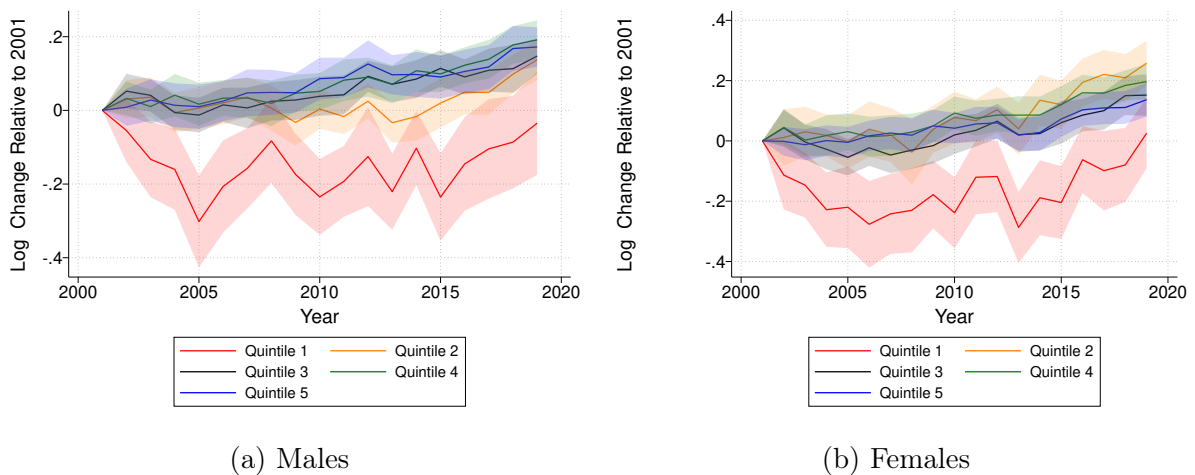 Log Change Relative to 2001
.2
0
-.2
-.4
2000 2005 2010 2015 2020
Year
Quintile 1 Quintile 2
Quintile 3 Quintile 4
Quintile 5
(a) Males
Log Change Relative to 2001
.4
.2
0
-.2
-.4
2000 2005 2010 2015 2020
Year
Quintile 1 Quintile 2
Quintile 3 Quintile 4
Quintile 5
(b) Females